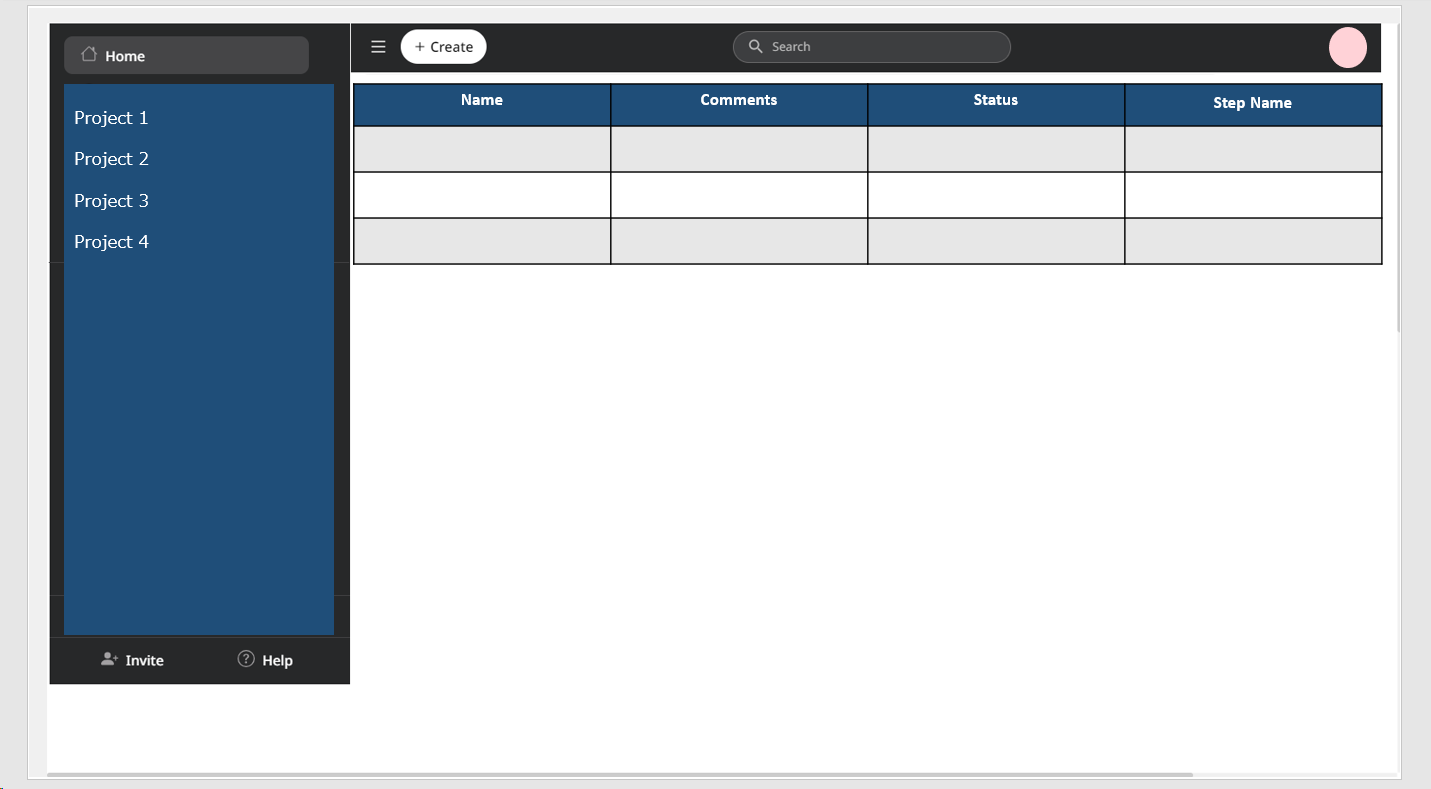 Home
+ Create
Search
Name Comments Status Step Name
Project 1
Project 2
Project 3
Project 4
Invite
? Help